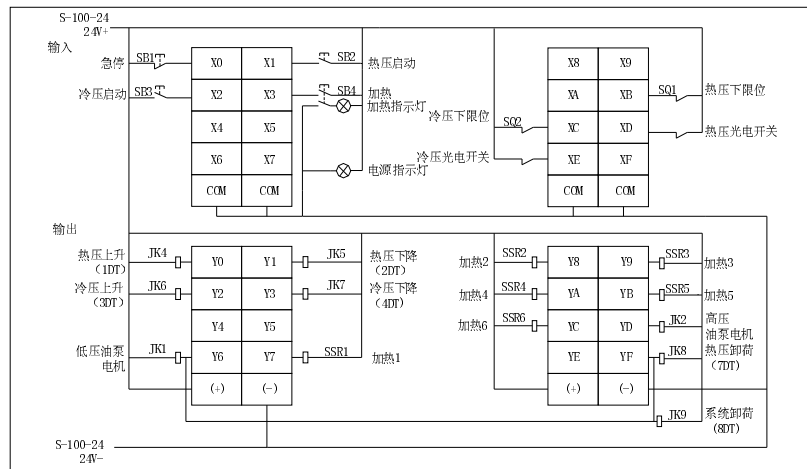 S-100-24
24V+
输入
急停
SB1
X0
X1
SB2
热压启动
X8
X9
冷压启动
SB3
X2
X3
SB4
加热
加热指示灯
XA
XB
SQ1
热压下限位
X4
X5
冷压下限位
SQ2
XC
XD
热压光电开关
X6
X7
电源指示灯
冷压光电开关
XE
XF
COM
COM
COM
COM
输出
热压上升
(1DT)
JK4
Y0
Y1
JK5
热压下降
(2DT)
加热2
SSR2
Y8
Y9
SSR3
加热3
冷压上升
(3DT)
JK6
Y2
Y3
JK7
冷压下降
(4DT)
加热4
SSR4
YA
YB
SSR5
加热5
Y4
Y5
加热6
SSR6
YC
YD
JK2
高压
油泵电机
低压油泵
电机
JK1
Y6
Y7
SSR1
加热1
YE
YF
JK8
热压卸荷
(7DT)
(+)
(-)
(+)
(-)
JK9
系统卸荷
(8DT)
S-100-24
24V-